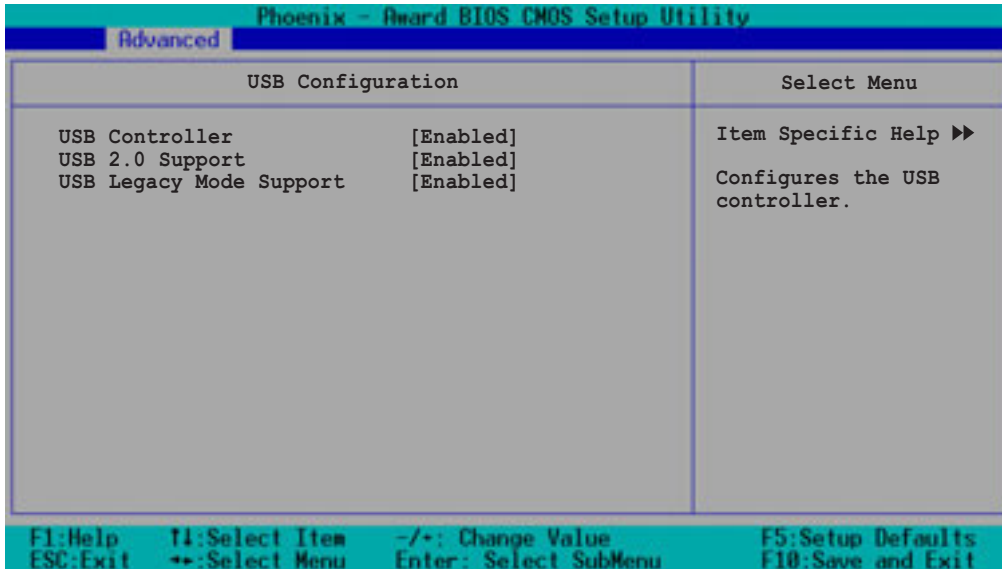 Phoenix - Award BIOS CMOS Setup Utility
Advanced
USB Configuration
Select Menu
USB Controller [Enabled]
USB 2.0 Support [Enabled]
USB Legacy Mode Support [Enabled]
Item Specific Help ▶▶
Configures the USB
controller.
F1:Help ↑↓:Select Item -/+: Change Value F5:Setup Defaults
ESC:Exit ←→:Select Menu Enter: Select SubMenu F10:Save and Exit